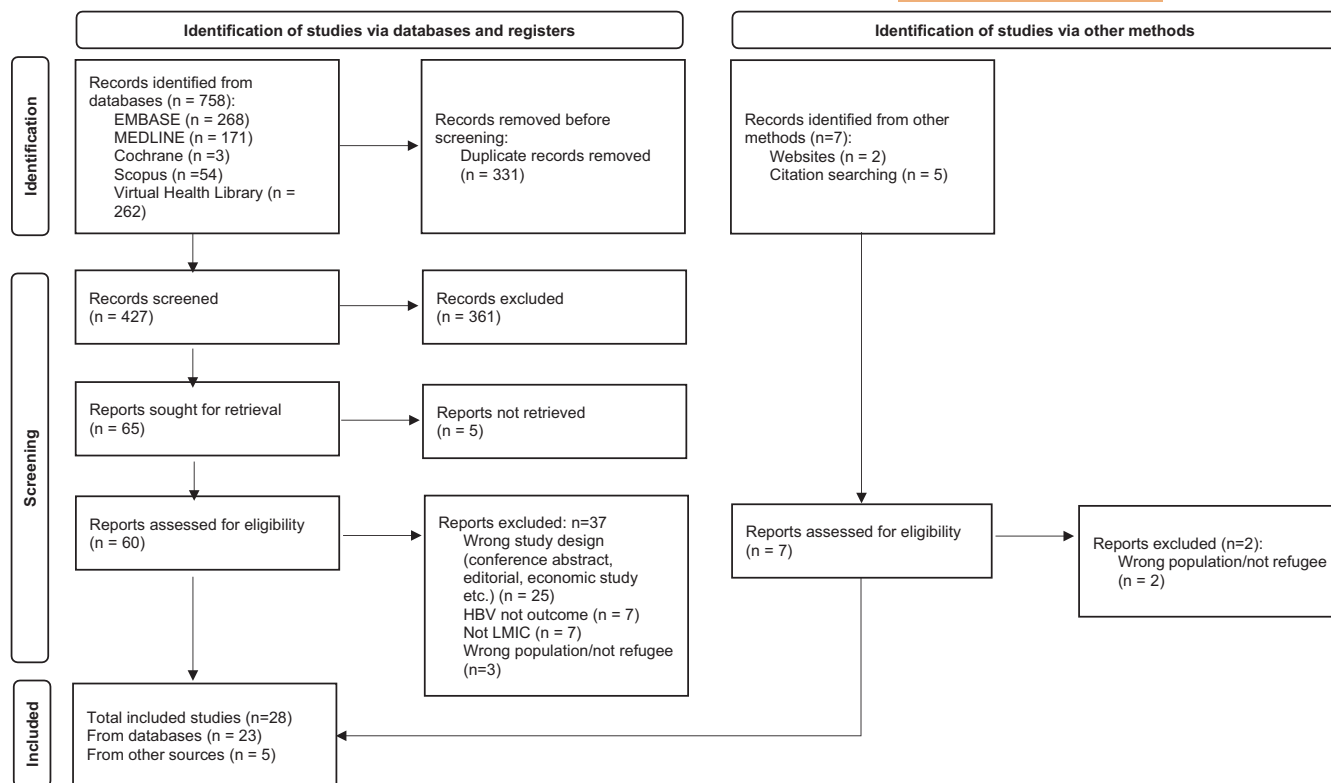 Identification of studies via databases and registers
Identification of studies via other methods
Identification
Records identified from
databases (n = 758):
EMBASE (n = 268)
MEDLINE (n = 171)
Cochrane (n =3)
Scopus (n =54)
Virtual Health Library (n =
262)
Records removed before
screening:
Duplicate records removed
(n = 331)
Records identified from other
methods (n=7):
Websites (n = 2)
Citation searching (n = 5)
Screening
Records screened
(n = 427)
Records excluded
(n = 361)
Reports sought for retrieval
(n = 65)
Reports not retrieved
(n = 5)
Reports assessed for eligibility
(n = 60)
Reports excluded: n=37
Wrong study design
(conference abstract,
editorial, economic study
etc.) (n = 25)
HBV not outcome (n = 7)
Not LMIC (n = 7)
Wrong population/not refugee
(n=3)
Reports assessed for eligibility
(n = 7)
Reports excluded (n=2):
Wrong population/not refugee
(n = 2)
Included
Total included studies (n=28)
From databases (n = 23)
From other sources (n = 5)